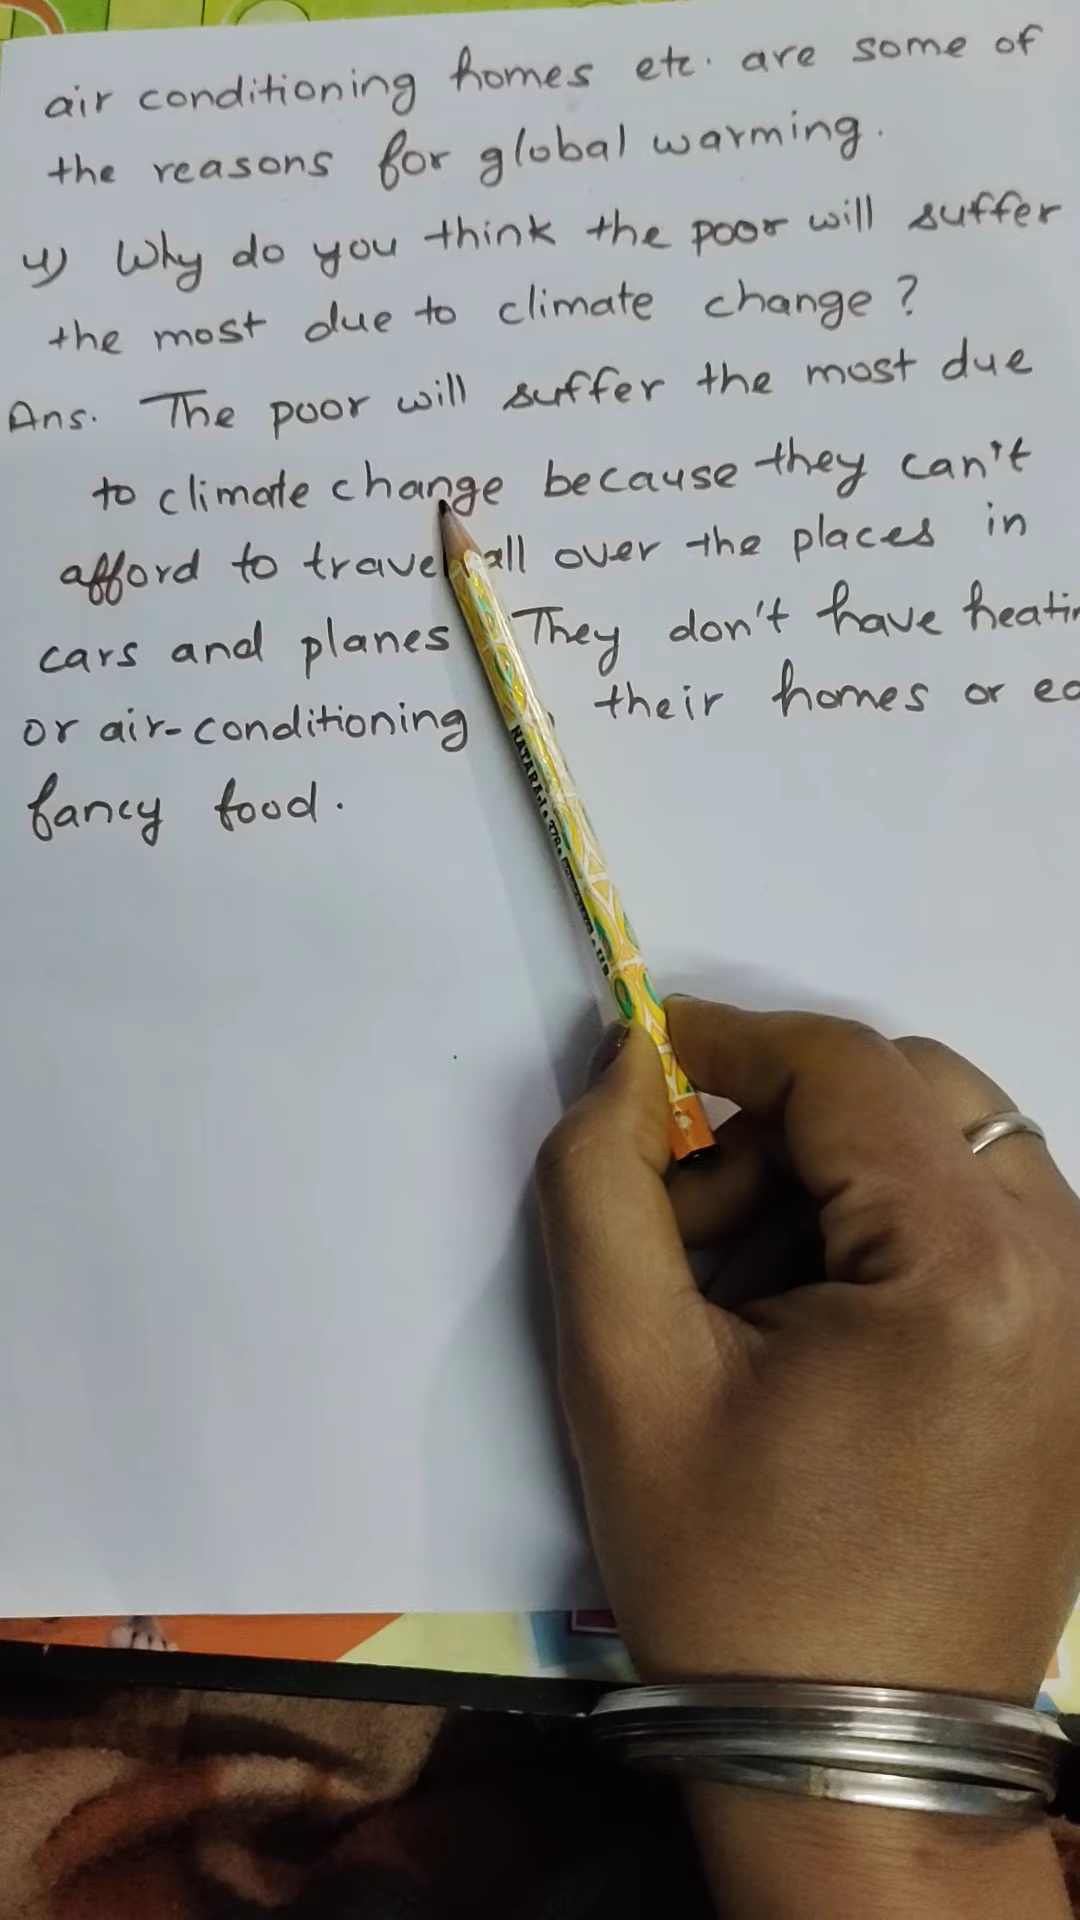 air conditioning homes etc. are some of
the reasons for global warming.
4) Why do you think the poor will suffer
the most due to climate change?
Ans. The poor will suffer the most due
to climate change because they can't
afford to travel all over the places in
cars and planes They don't have
or air-conditioning their homes or
fancy food.
NATARAJ